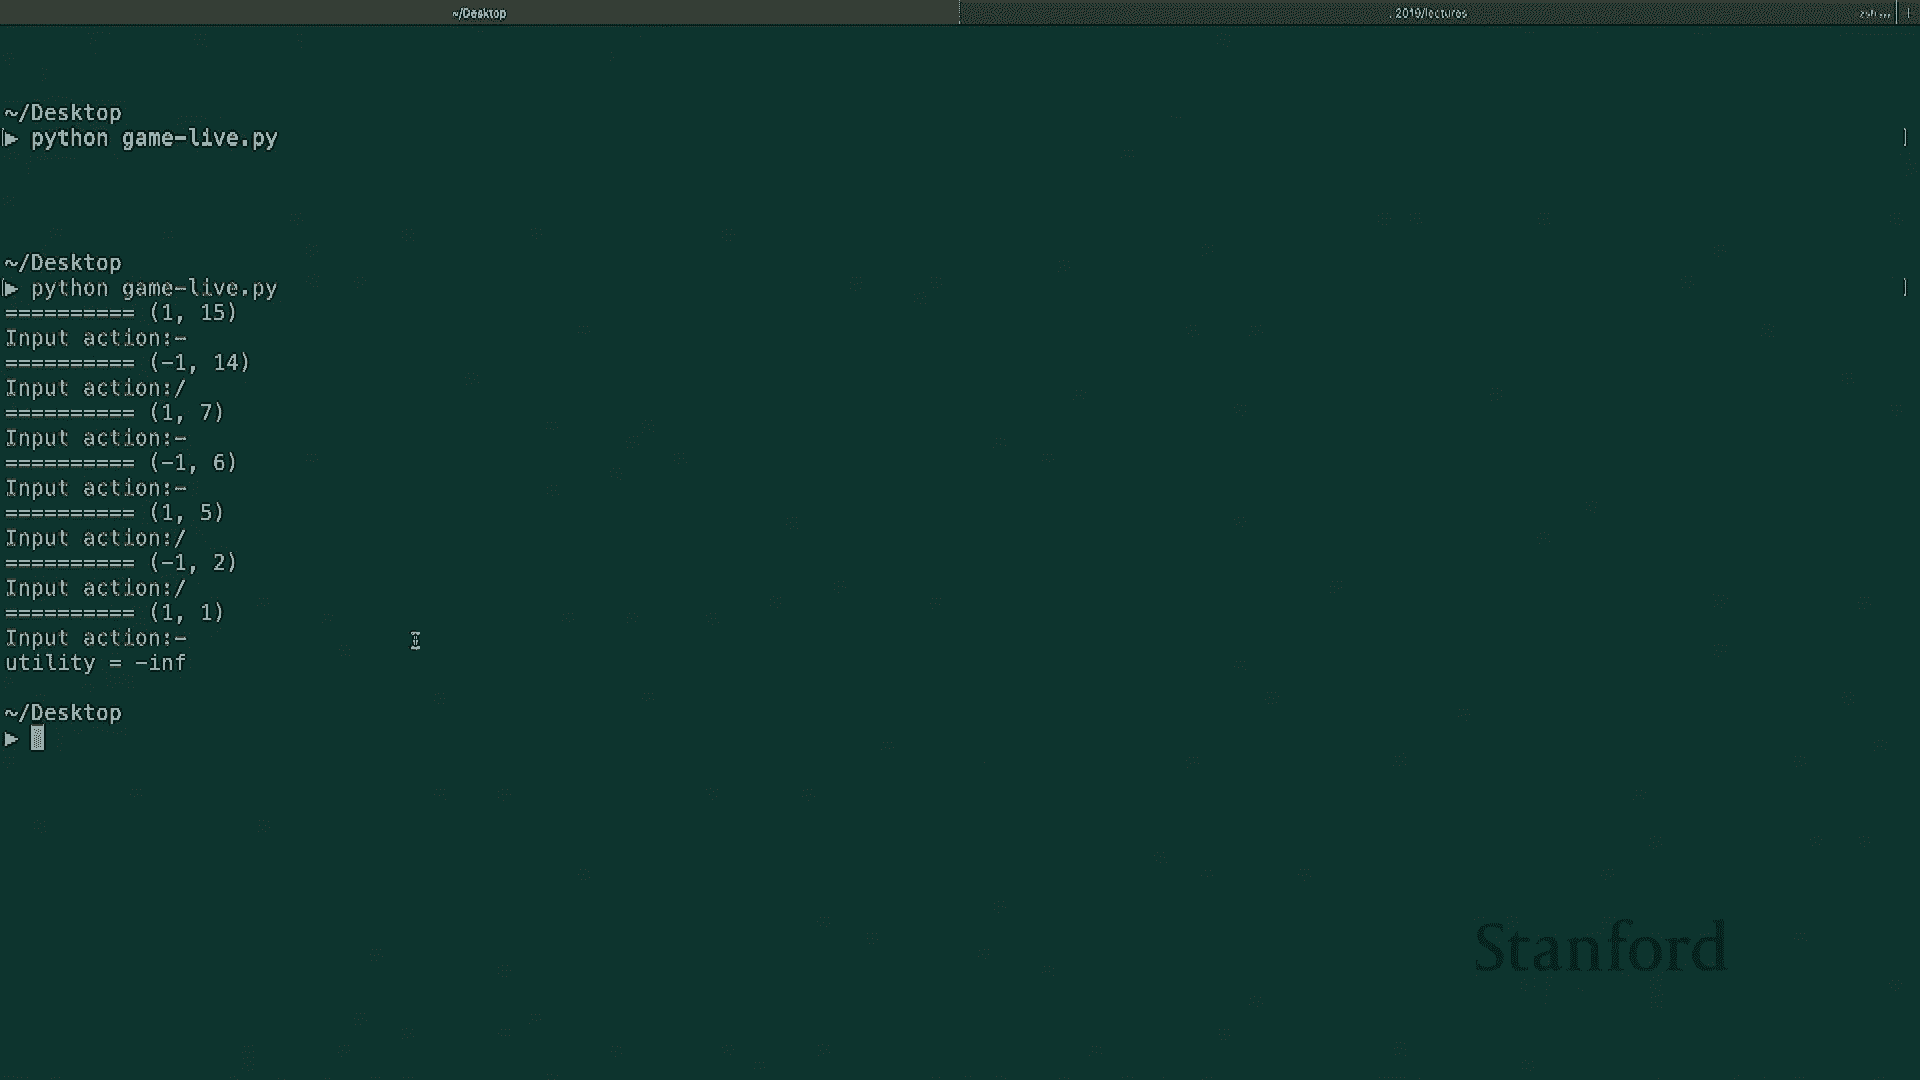 ~/Desktop
. 2019/lectures
zsh ...
~/Desktop
▶ python game-live.py
~/Desktop
▶ python game-live.py
========== (1, 15)
Input action:-
========== (-1, 14)
Input action:/
========== (1, 7)
Input action:-
========== (-1, 6)
Input action:-
========== (1, 5)
Input action:/
========== (-1, 2)
Input action:/
========== (1, 1)
Input action:-
utility = -inf
~/Desktop
▶
Stanford